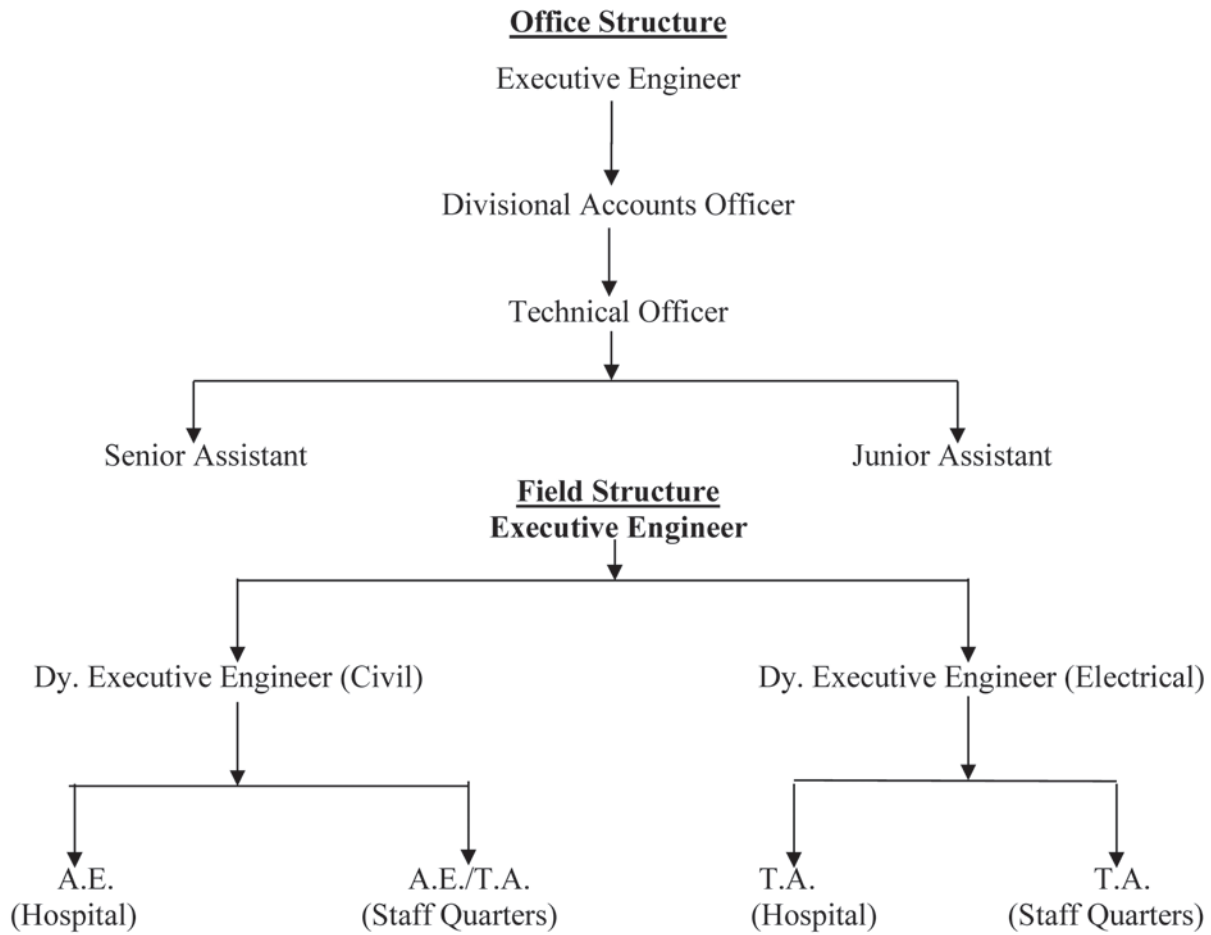 Office Structure
Executive Engineer
Divisional Accounts Officer
Technical Officer
Senior Assistant Junior Assistant
Field Structure
Executive Engineer
Dy. Executive Engineer (Civil) Dy. Executive Engineer (Electrical)
A.E. A.E./T.A. T.A. T.A.
(Hospital) (Staff Quarters) (Hospital) (Staff Quarters)